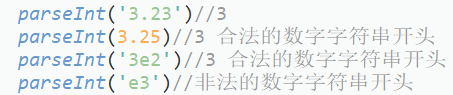 parseInt('3.23')//3
parseInt(3.25)//3 合法的数字字符串开头
parseInt('3e2')//3 合法的数字字符串开头
parseInt('e3')//非法的数字字符串开头